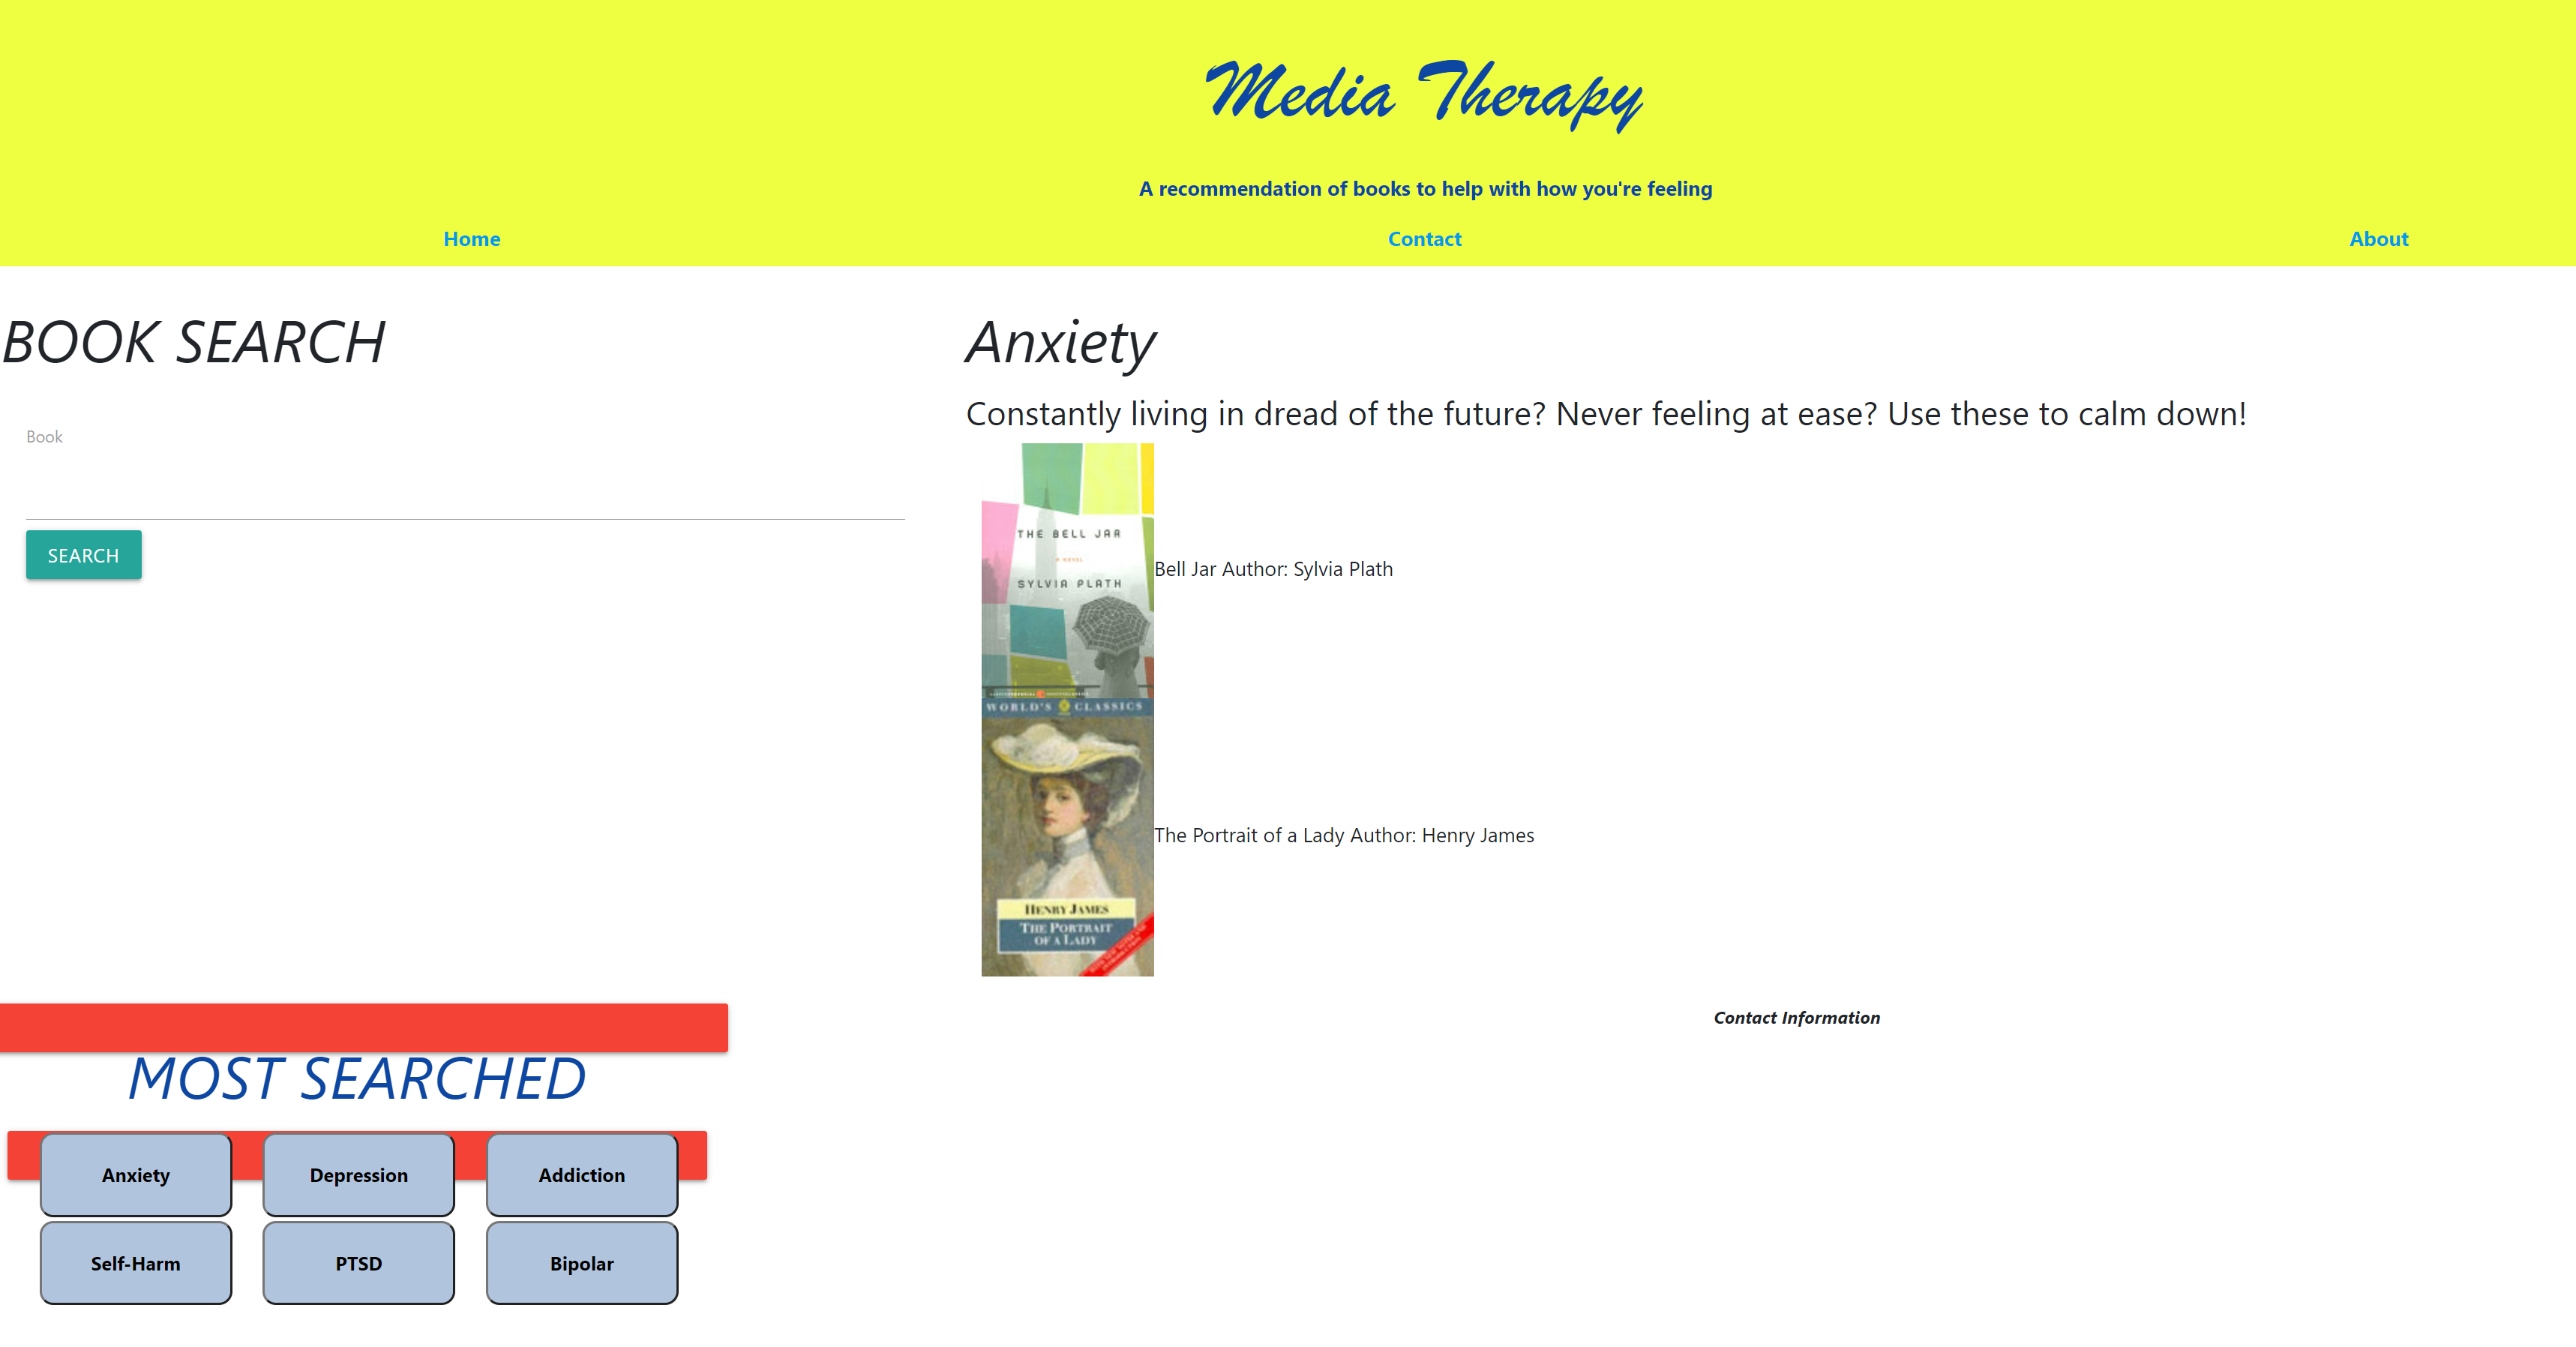 Media Therapy
A recommendation of books to help with how you're feeling
Home
Contact
About
BOOK SEARCH
Book
SEARCH
Anxiety
Constantly living in dread of the future? Never feeling at ease? Use these to calm down!
THE BELL JAR
A NOVEL
SYLVIA PLATH
Bell Jar Author: Sylvia Plath
WORLD'S CLASSICS
HENRY JAMES
THE PORTRAIT
OF A LADY
The Portrait of a Lady Author: Henry James
Contact Information
MOST SEARCHED
Anxiety
Depression
Addiction
Self-Harm
PTSD
Bipolar